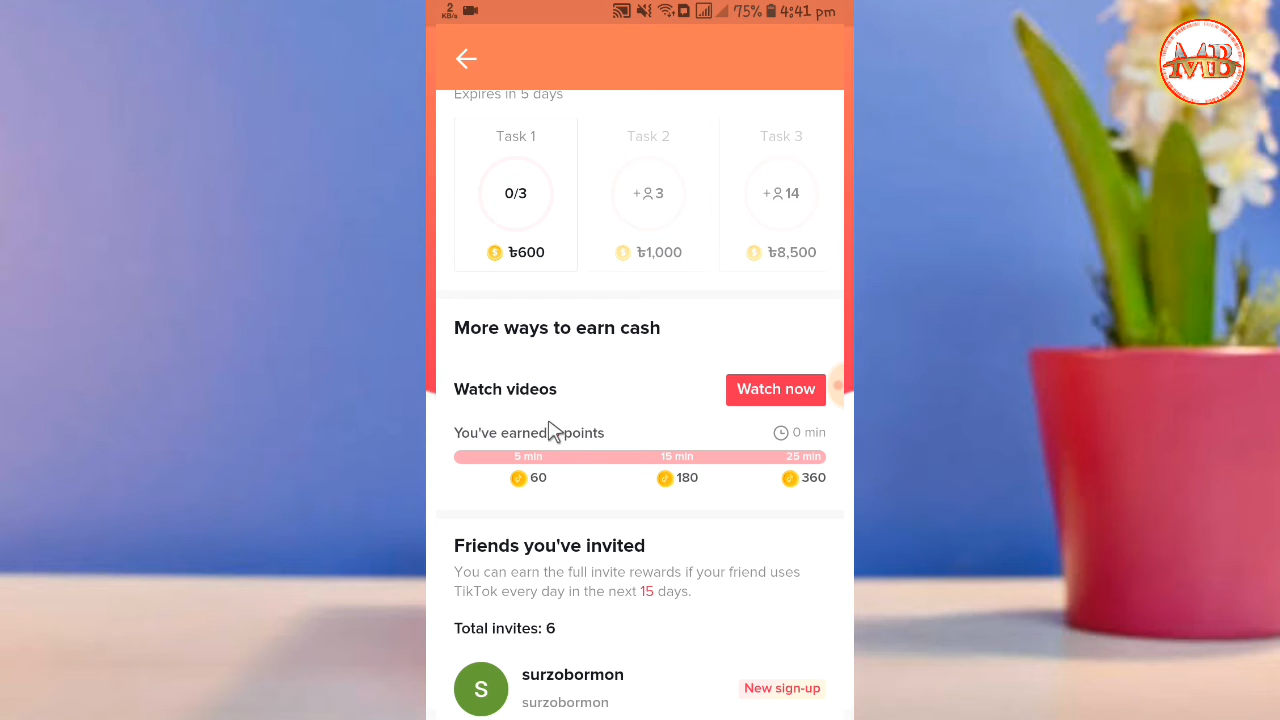 2
KB/s
75% 4:41 pm
MB
Expires in 5 days
Task 1
Task 2
Task 3
0/3
+3
+14
৳600
৳1,000
৳8,500
More ways to earn cash
Watch videos
Watch now
You've earned points
0 min
5 min
15 min
25 min
60
180
360
Friends you've invited
You can earn the full invite rewards if your friend uses
TikTok every day in the next 15 days.
Total invites: 6
S
surzobormon
New sign-up
surzobormon